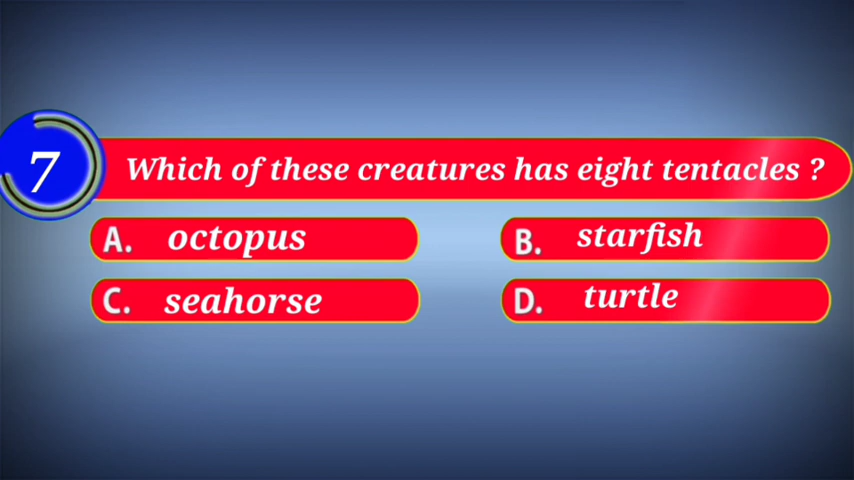 7
Which of these creatures has eight tentacles ?
A. octopus
B. starfish
C. seahorse
D. turtle